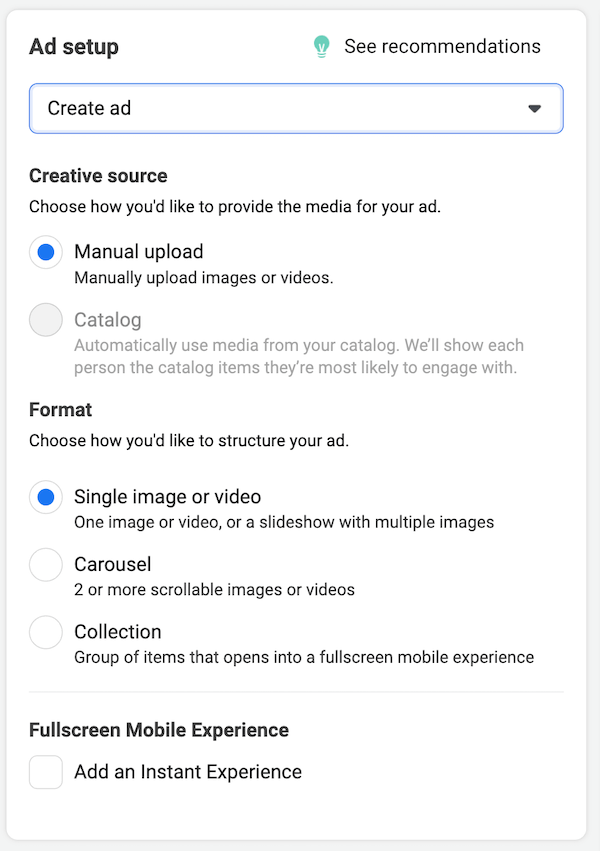 Ad setup
See recommendations
Create ad
Creative source
Choose how you'd like to provide the media for your ad.
Manual upload
Manually upload images or videos.
Catalog
Automatically use media from your catalog. We’ll show each
person the catalog items they’re most likely to engage with.
Format
Choose how you'd like to structure your ad.
Single image or video
One image or video, or a slideshow with multiple images
Carousel
2 or more scrollable images or videos
Collection
Group of items that opens into a fullscreen mobile experience
Fullscreen Mobile Experience
Add an Instant Experience